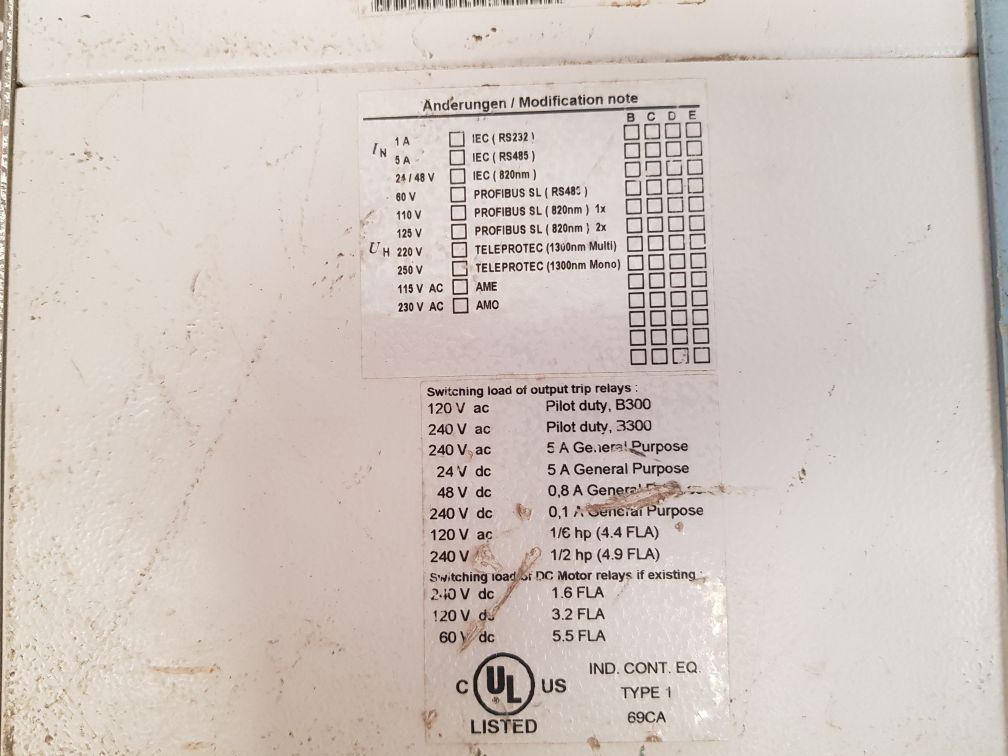 Änderungen / Modification note
B C D E
IN 1 A IEC ( RS232 )
5 A IEC ( RS485 )
24 / 48 V IEC ( 820nm )
60 V PROFIBUS SL ( RS485 )
110 V PROFIBUS SL ( 820nm ) 1x
125 V PROFIBUS SL ( 820nm ) 2x
UH 220 V TELEPROTEC (1300nm Multi)
250 V TELEPROTEC (1300nm Mono)
115 V AC AME
230 V AC AMO
Switching load of output trip relays :
120 V ac Pilot duty, B300
240 V ac Pilot duty, B300
240 V ac 5 A General Purpose
24 V dc 5 A General Purpose
48 V dc 0,8 A General Purpose
240 V dc 0,1 A General Purpose
120 V ac 1/6 hp (4.4 FLA)
240 V 1/2 hp (4.9 FLA)
Switching load of DC Motor relays if existing :
240 V dc 1.6 FLA
120 V dc 3.2 FLA
60 V dc 5.5 FLA
C UL ® US
LISTED
IND. CONT. EQ.
TYPE 1
69CA